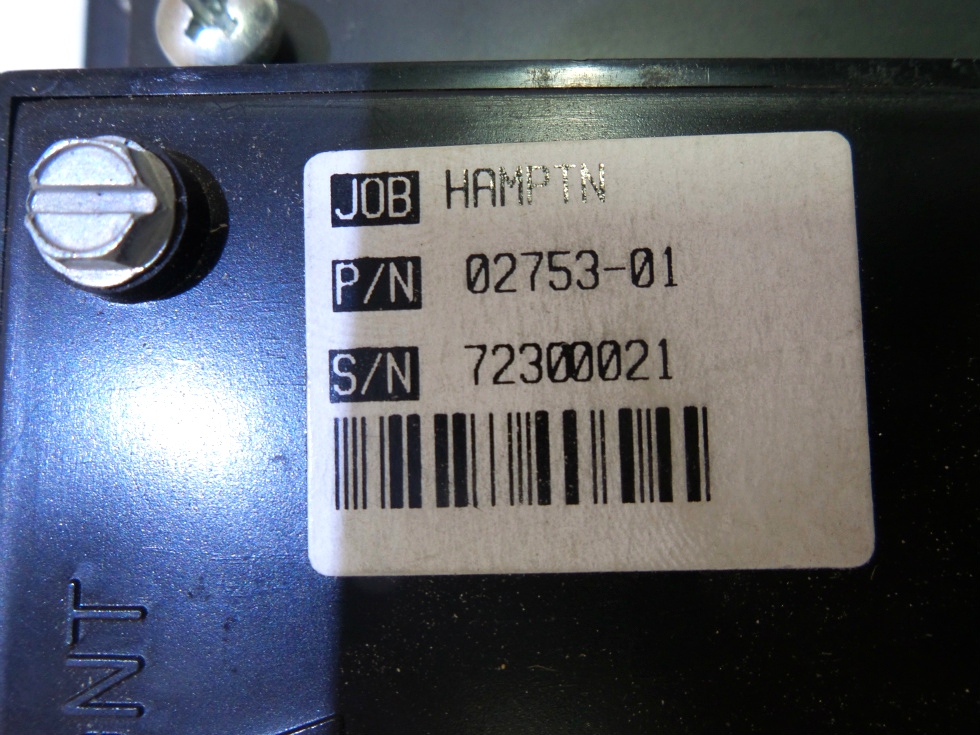 JOB HAMPTN
P/N 02753-01
S/N 72300021